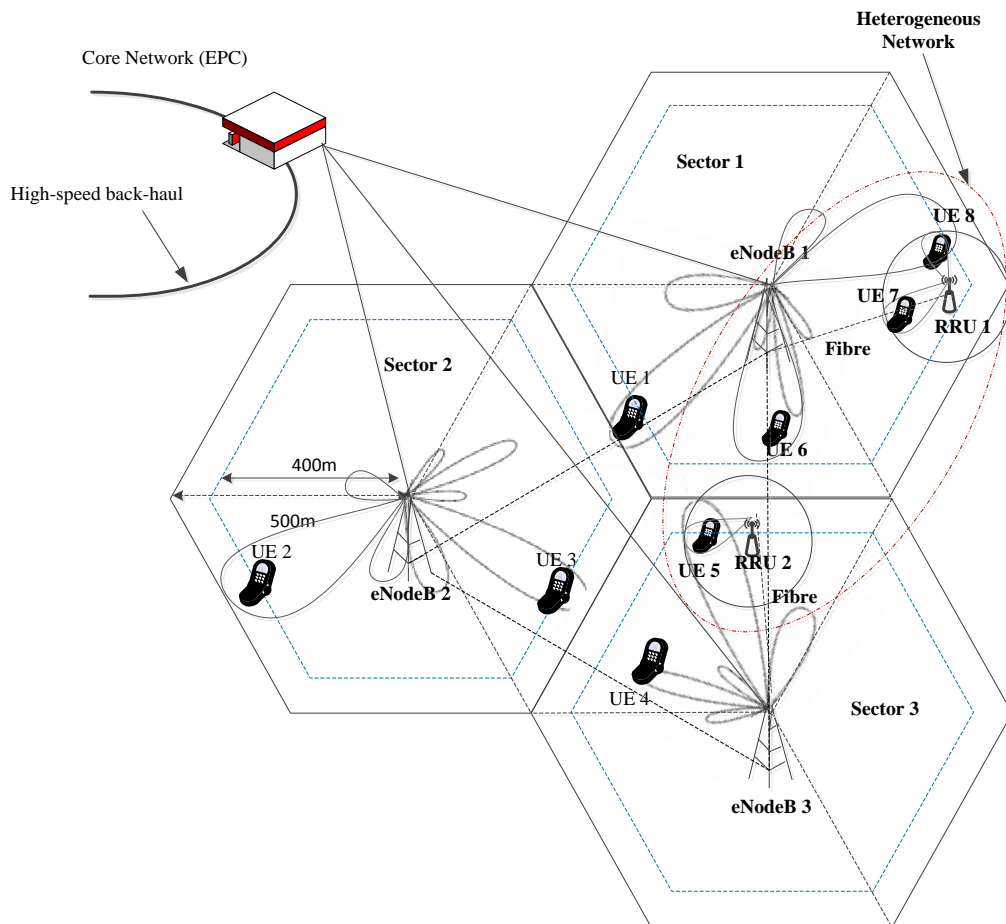 Heterogeneous
Network
Core Network (EPC)
High-speed back-haul
Sector 1
UE 8
eNodeB 1
UE 7
RRU 1
Fibre
Sector 2
UE 1
UE 6
400m
500m
UE 2
UE 3
eNodeB 2
UE 5
RRU 2
Fibre
UE 4
Sector 3
eNodeB 3